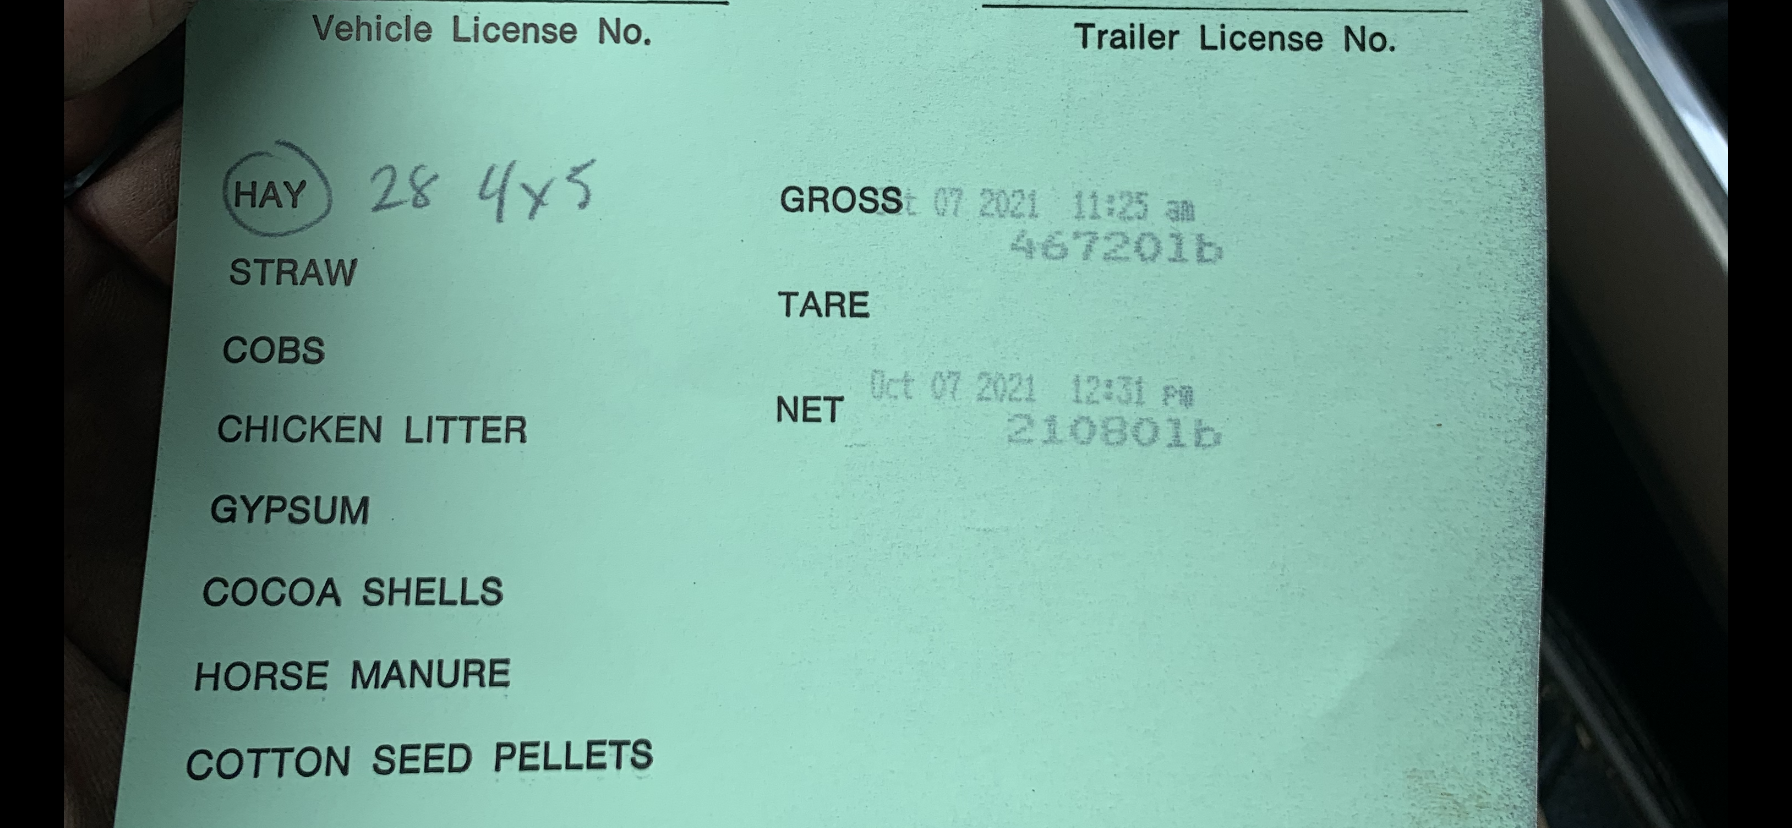 Vehicle License No.
Trailer License No.
HAY 28 4x5
STRAW
COBS
CHICKEN LITTER
GYPSUM
COCOA SHELLS
HORSE MANURE
COTTON SEED PELLETS
GROSS t 07 2021 11:25 am
46720lb
TARE
Oct 07 2021 12:31 pm
NET
21080lb